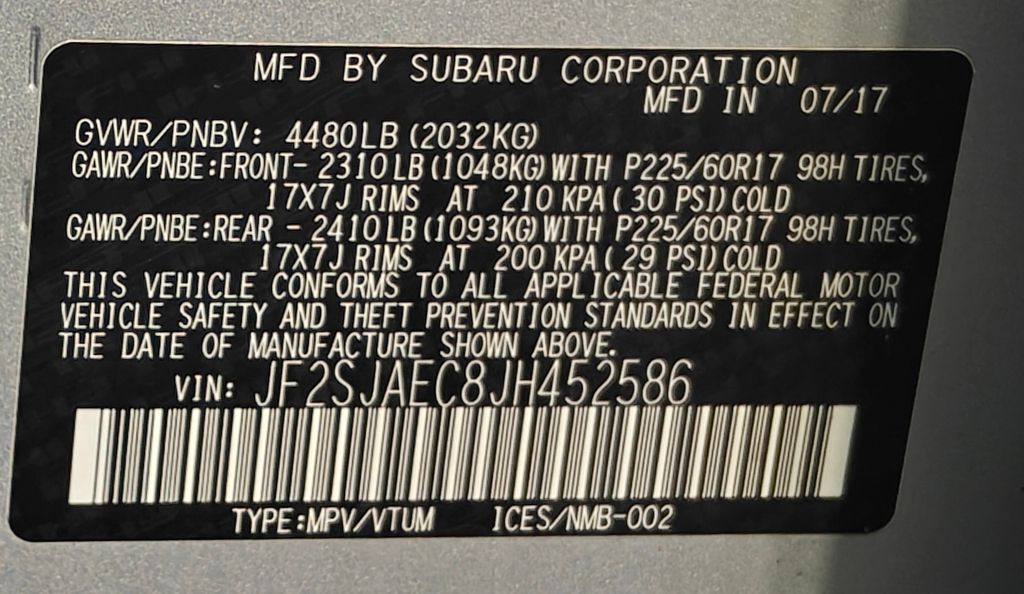 MFD BY SUBARU CORPORATION
MFD IN 07/17
GVWR/PNBV: 4480LB (2032KG)
GAWR/PNBE:FRONT- 2310LB (1048KG) WITH P225/60R17 98H TIRES,
17X7J RIMS AT 210 KPA( 30 PSI) COLD
GAWR/PNBE:REAR - 2410LB (1093KG) WITH P225/60R17 98H TIRES,
17X7J RIMS AT 200 KPA( 29 PSI) COLD
THIS VEHICLE CONFORMS TO ALL APPLICABLE FEDERAL MOTOR
VEHICLE SAFETY AND THEFT PREVENTION STANDARDS IN EFFECT ON
THE DATE OF MANUFACTURE SHOWN ABOVE.
VIN: JF2SJAEC8JH452586
TYPE:MPV/VTUM ICES/NMB-002